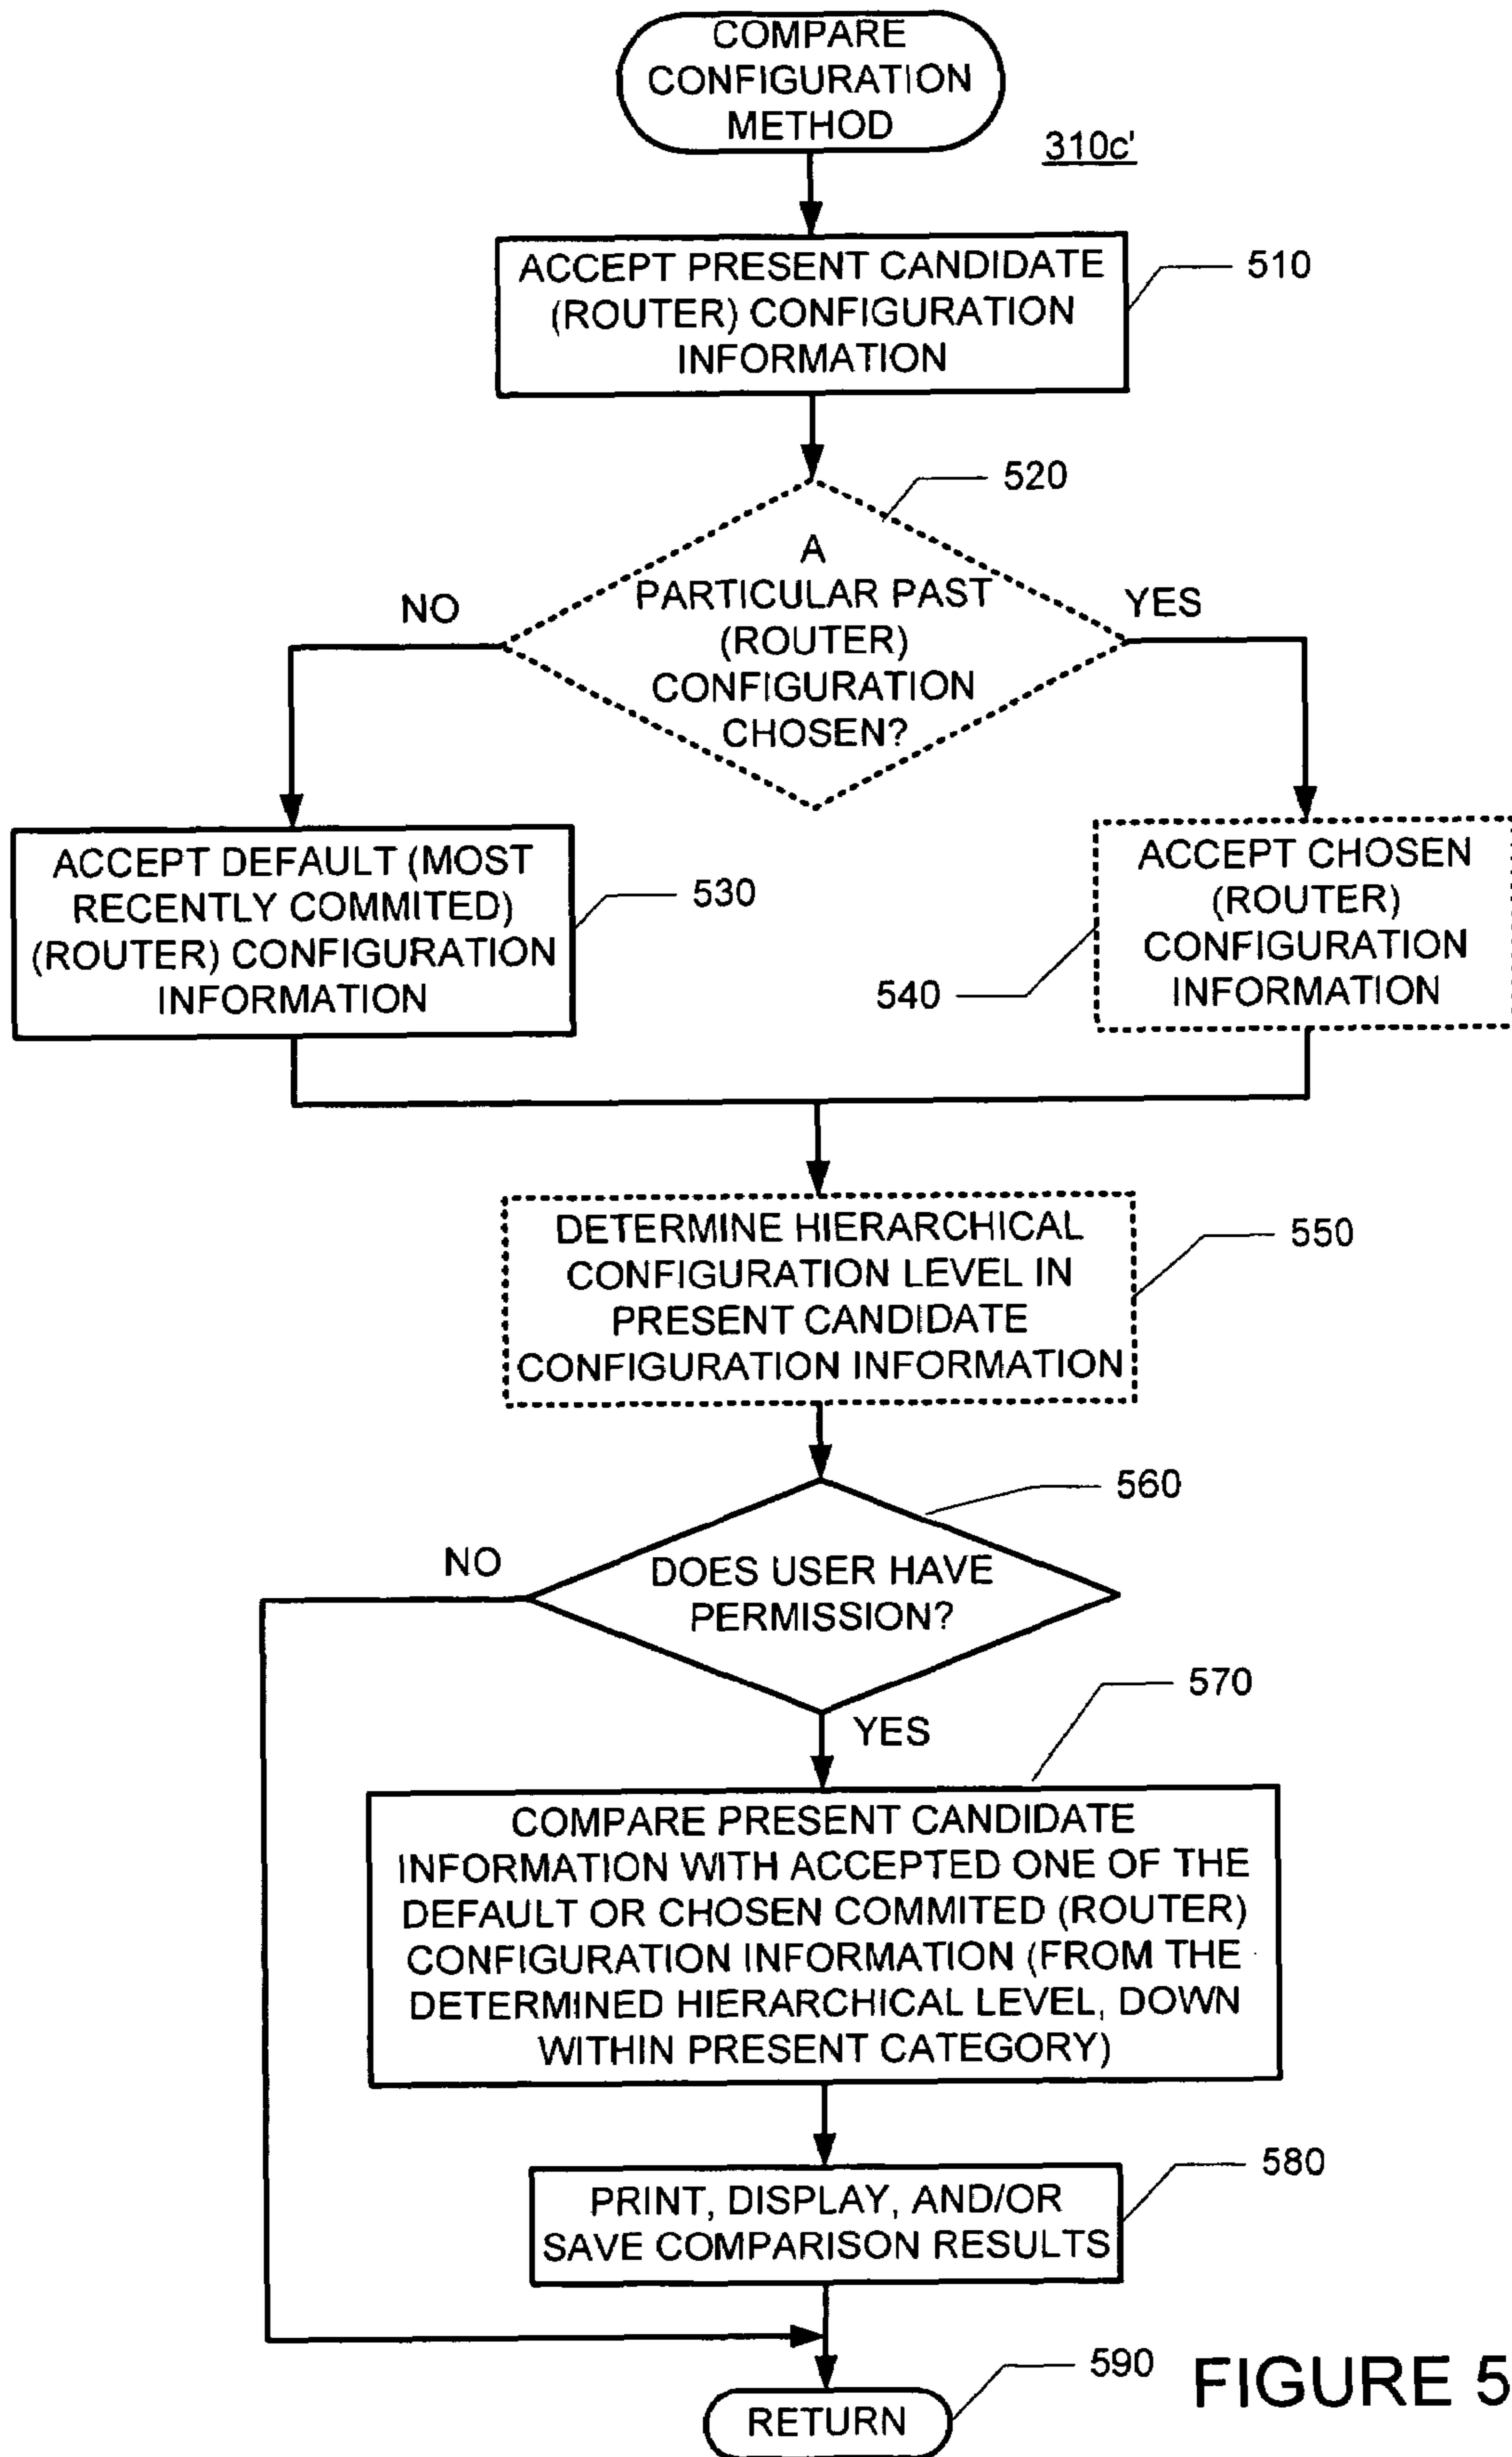 COMPARE
CONFIGURATION
METHOD
310c'
ACCEPT PRESENT CANDIDATE
(ROUTER) CONFIGURATION
INFORMATION
510
520
A
PARTICULAR PAST
(ROUTER)
CONFIGURATION
CHOSEN?
NO
YES
ACCEPT DEFAULT (MOST
RECENTLY COMMITED)
(ROUTER) CONFIGURATION
INFORMATION
530
ACCEPT CHOSEN
(ROUTER)
CONFIGURATION
INFORMATION
540
DETERMINE HIERARCHICAL
CONFIGURATION LEVEL IN
PRESENT CANDIDATE
CONFIGURATION INFORMATION
550
560
NO
DOES USER HAVE
PERMISSION?
YES
570
COMPARE PRESENT CANDIDATE
INFORMATION WITH ACCEPTED ONE OF THE
DEFAULT OR CHOSEN COMMITED (ROUTER)
CONFIGURATION INFORMATION (FROM THE
DETERMINED HIERARCHICAL LEVEL, DOWN
WITHIN PRESENT CATEGORY)
580
PRINT, DISPLAY, AND/OR
SAVE COMPARISON RESULTS
590
RETURN
FIGURE 5